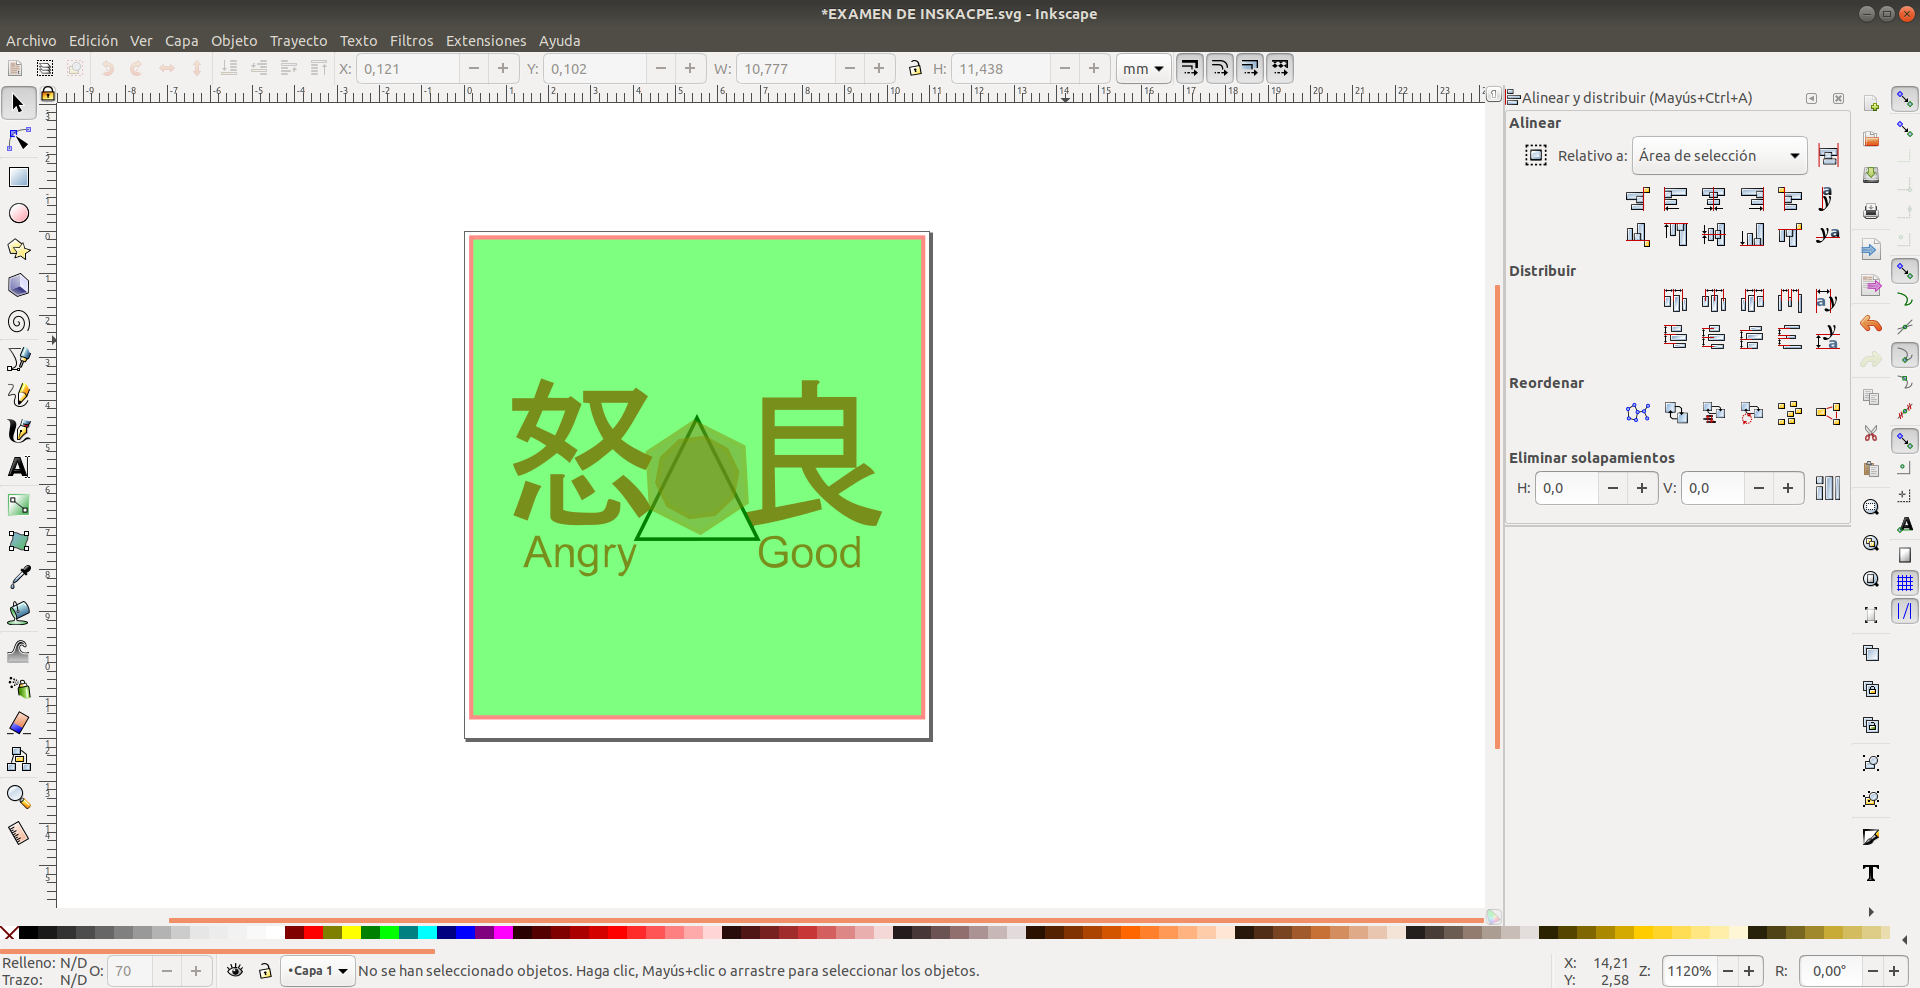 *EXAMEN DE INSKACPE.svg - Inkscape
Archivo Edición Ver Capa Objeto Trayecto Texto Filtros Extensiones Ayuda
X: 0,121 Y: 0,102 W: 10,777 H: 11,438 mm
Alinear y distribuir (Mayús+Ctrl+A)
Alinear
Relativo a: Área de selección
Distribuir
Reordenar
Eliminar solapamientos
H: 0,0 V: 0,0
怒 良
Angry Good
Relleno: N/D O: 70
Trazo: N/D
•Capa 1 No se han seleccionado objetos. Haga clic, Mayús+clic o arrastre para seleccionar los objetos.
X: 14,21
Y: 2,58
Z: 1120% R: 0,00°